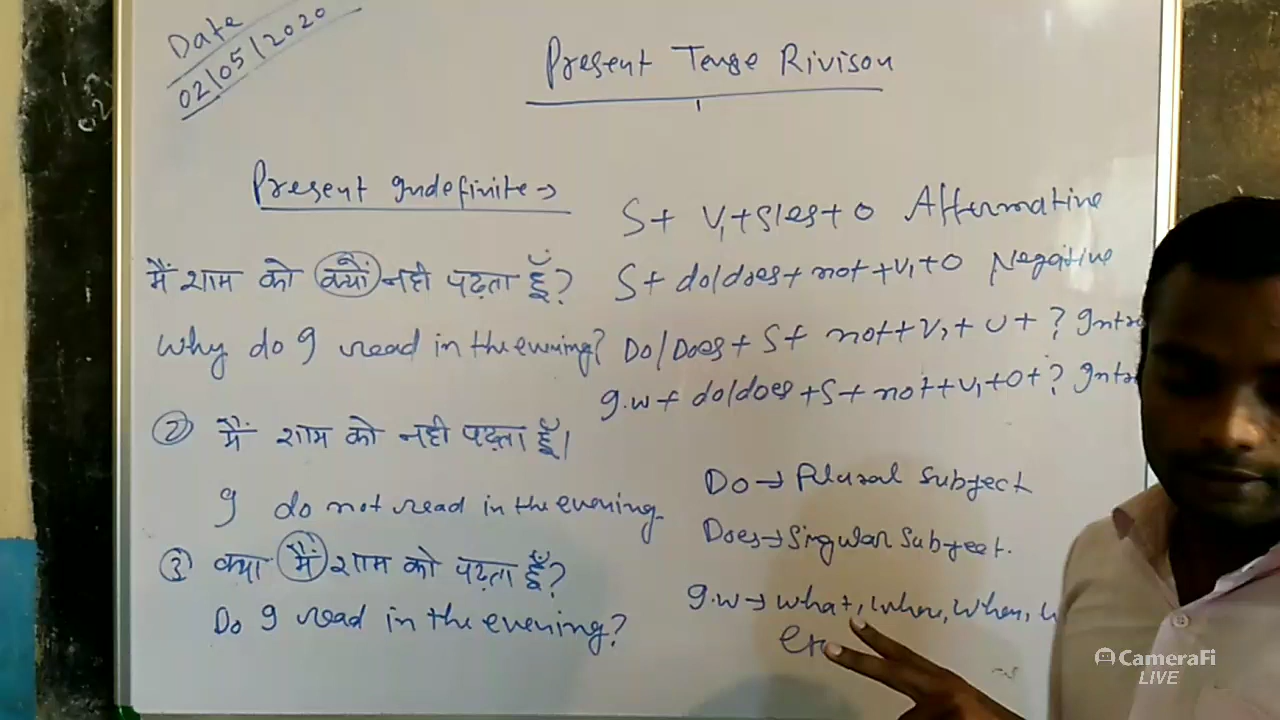 Date
02/05/2020
Present Tense Rivison
Present Indefinite →
S + V₁ + s/es + O Affermative
मैं शाम को क्यों नही पढ़ता हूँ?
S + do/does + not + V₁ + O Negative
Why do I read in the evening?
Do/Does + S + not + V₁ + O + ? Intro
I.W + do/does + S + not + V₁ + O + ? Intro
② मैं शाम को नही पढ़ता हूँ।
Do → Plural Subject
I do not read in the evening.
Does → Singular Subject.
③ क्या मैं शाम को पढ़ता हूँ?
I.W → what, when,
Do I read in the evening?
CameraFi
LIVE